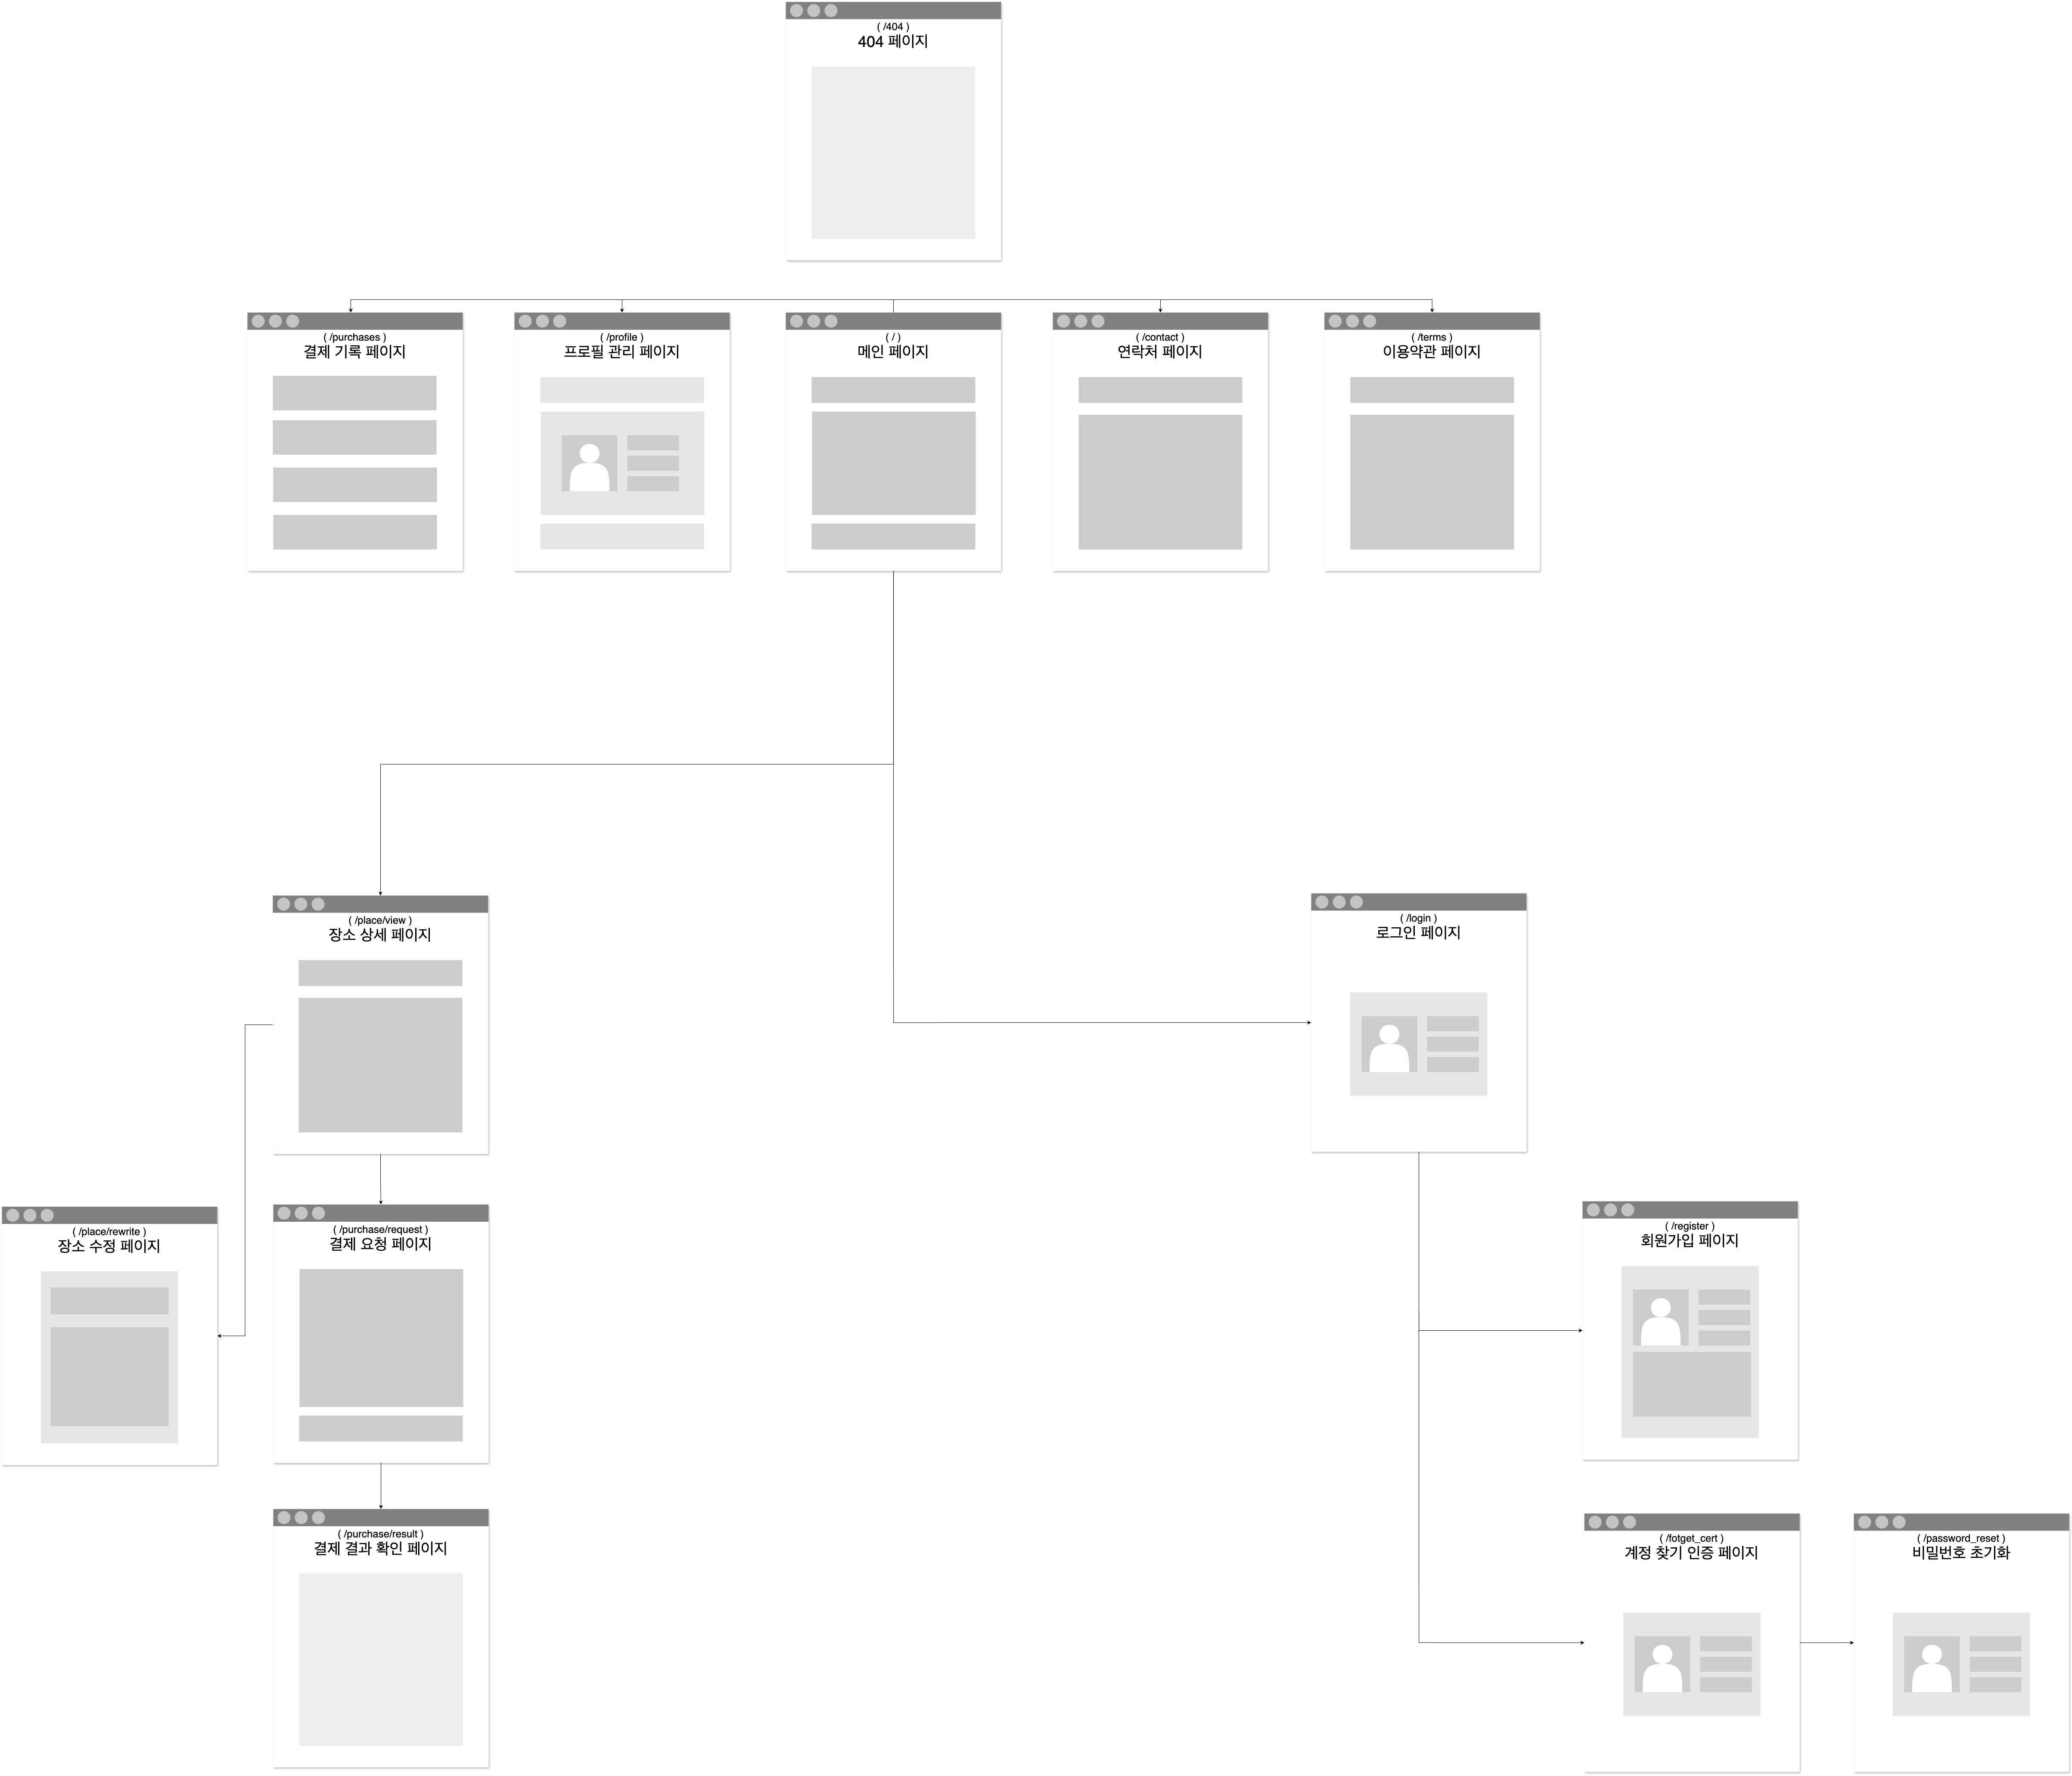 ( /404 )
404 페이지
( /purchases )
결제 기록 페이지
( /profile )
프로필 관리 페이지
( / )
메인 페이지
( /contact )
연락처 페이지
( /terms )
이용약관 페이지
( /place/view )
장소 상세 페이지
( /login )
로그인 페이지
( /place/rewrite )
장소 수정 페이지
( /purchase/request )
결제 요청 페이지
( /register )
회원가입 페이지
( /purchase/result )
결제 결과 확인 페이지
( /fotget_cert )
계정 찾기 인증 페이지
( /password_reset )
비밀번호 초기화